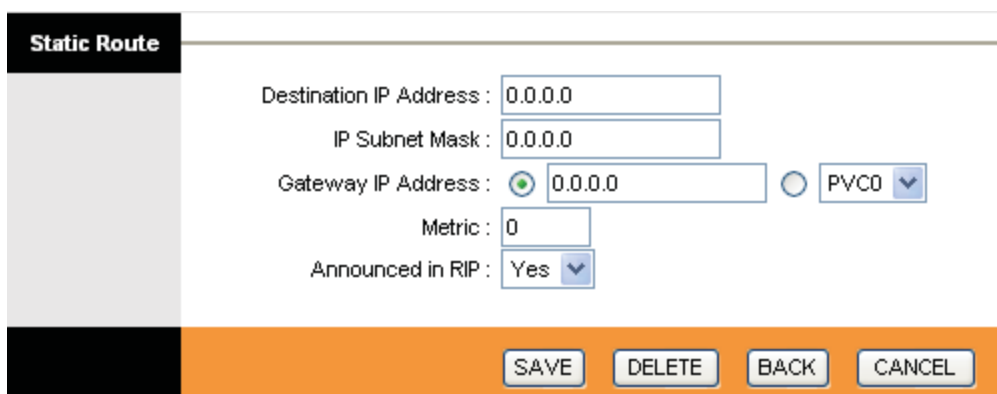 Static Route
Destination IP Address : 0.0.0.0
IP Subnet Mask : 0.0.0.0
Gateway IP Address : 0.0.0.0 PVC0
Metric : 0
Announced in RIP : Yes
SAVE DELETE BACK CANCEL